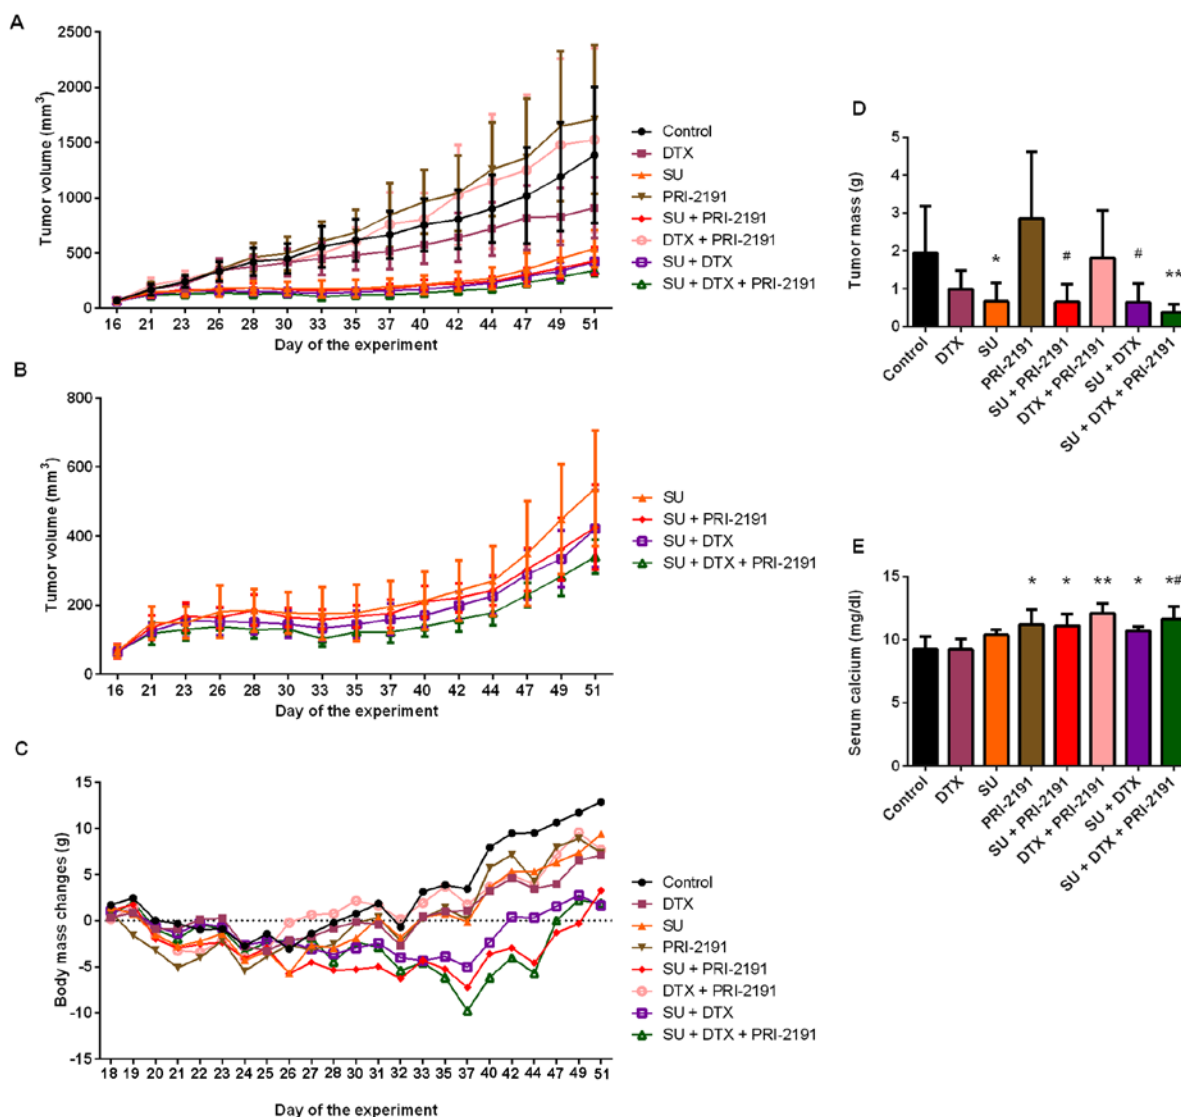 A
Tumor volume (mm³)
2500
2000
1500
1000
500
0
16 21 23 26 28 30 33 35 37 40 42 44 47 49 51
Day of the experiment
Control
DTX
SU
PRI-2191
SU + PRI-2191
DTX + PRI-2191
SU + DTX
SU + DTX + PRI-2191
B
Tumor volume (mm³)
800
600
400
200
0
16 21 23 26 28 30 33 35 37 40 42 44 47 49 51
Day of the experiment
SU
SU + PRI-2191
SU + DTX
SU + DTX + PRI-2191
C
Body mass changes (g)
15
10
5
0
-5
-10
-15
18 19 20 21 22 23 24 25 26 27 28 30 31 32 33 35 37 40 42 44 47 49 51
Day of the experiment
Control
DTX
SU
PRI-2191
SU + PRI-2191
DTX + PRI-2191
SU + DTX
SU + DTX + PRI-2191
D
Tumor mass (g)
5
4
3
2
1
0
* # # **
Control
DTX
SU
PRI-2191
SU + PRI-2191
DTX + PRI-2191
SU + DTX
SU + DTX + PRI-2191
E
Serum calcium (mg/dl)
15
10
5
0
* * ** * *#
Control
DTX
SU
PRI-2191
SU + PRI-2191
DTX + PRI-2191
SU + DTX
SU + DTX + PRI-2191